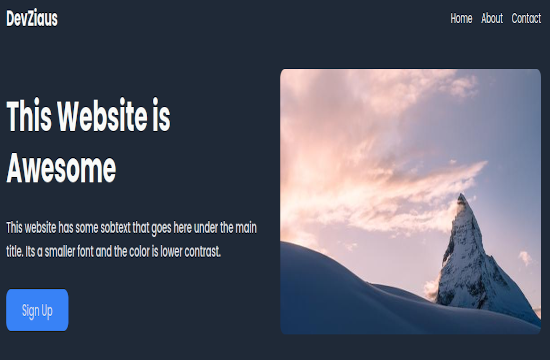 DevZiaus
Home About Contact
This Website is
Awesome
This website has some sobtext that goes here under the main
title. Its a smaller font and the color is lower contrast.
Sign Up